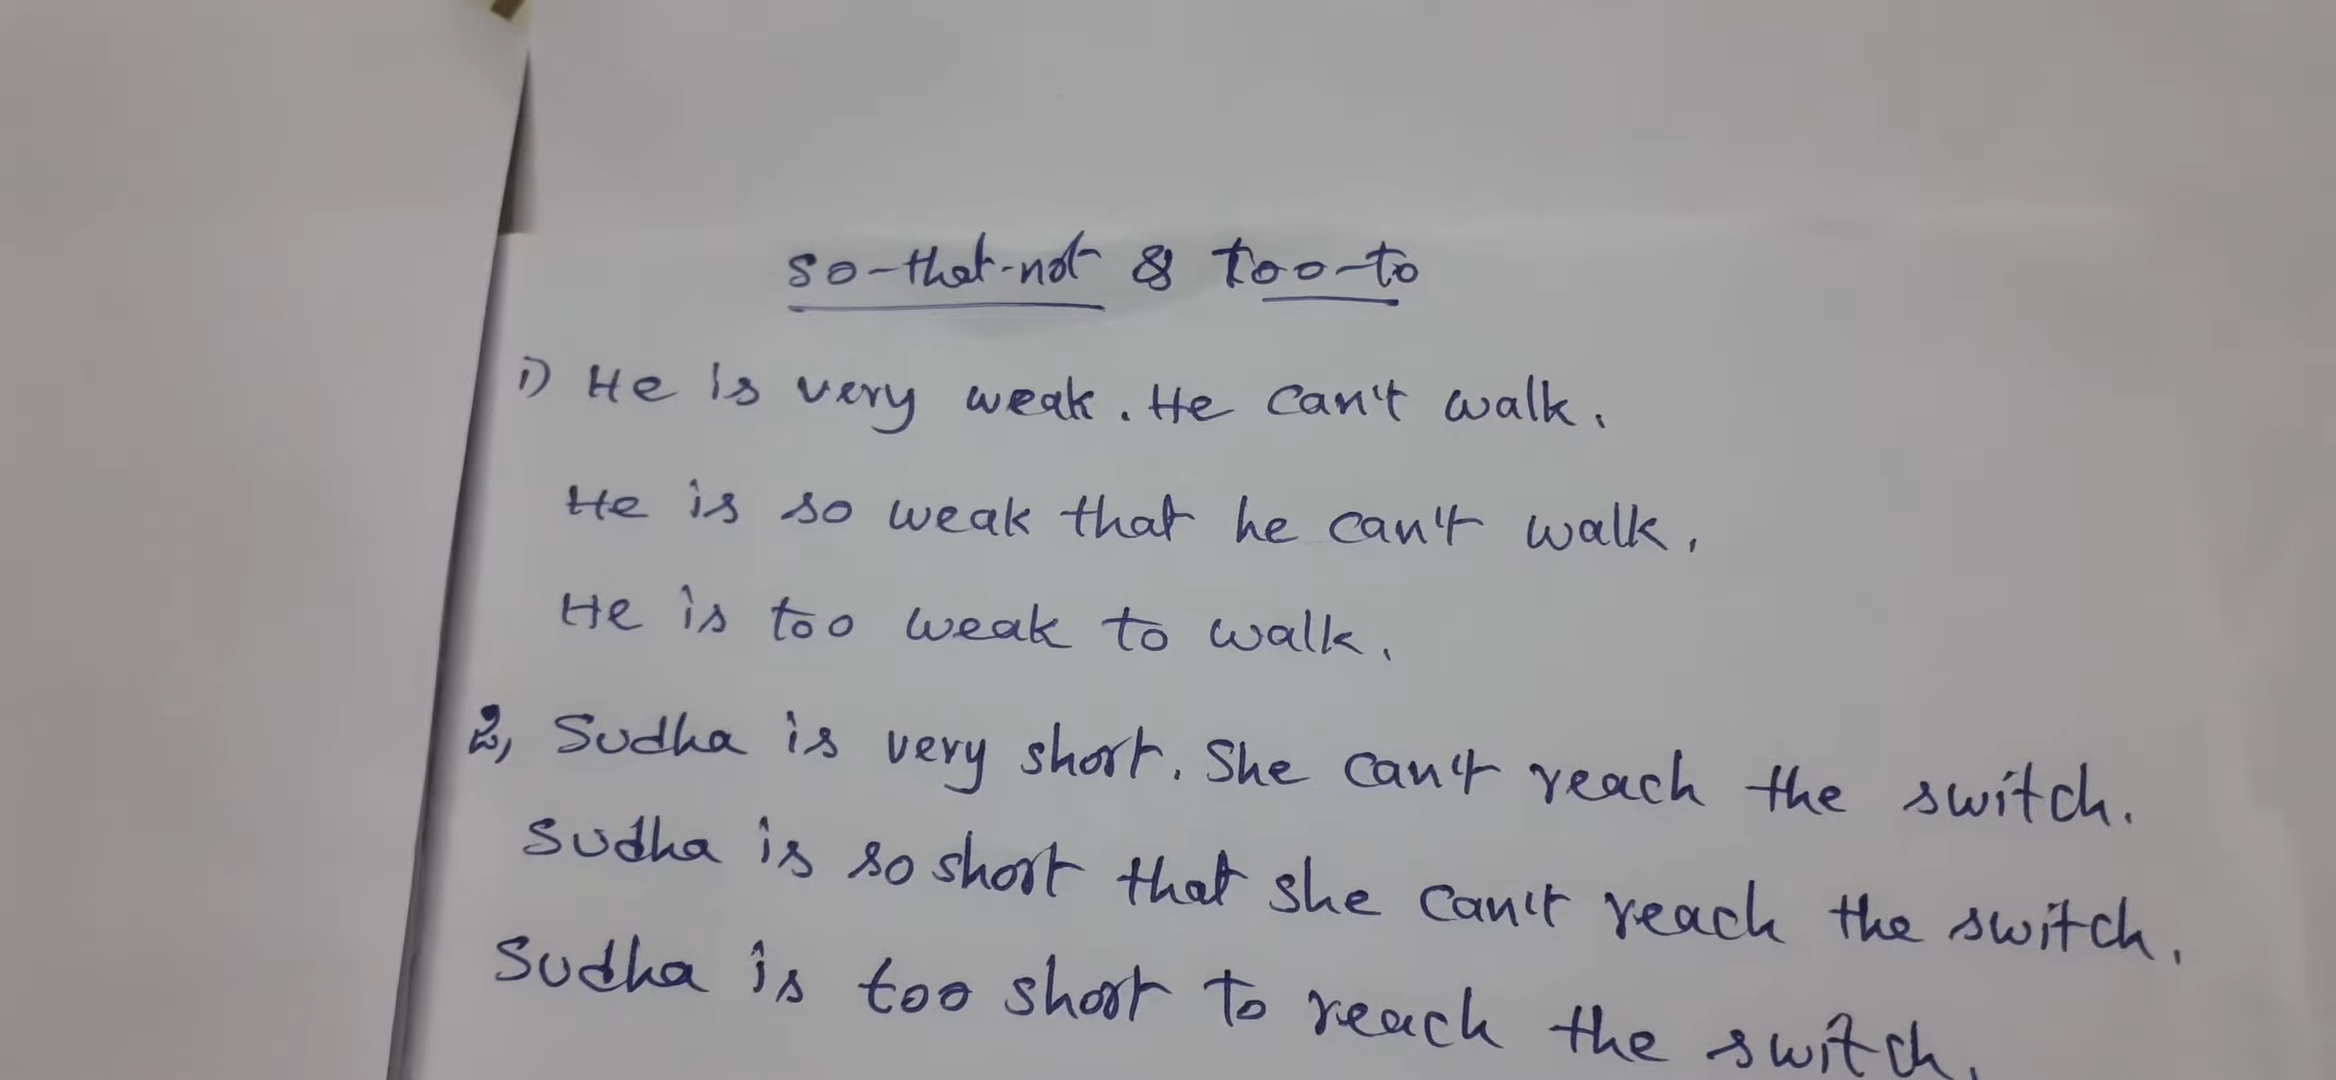 so-that-not & too-to
1) He is very weak. He can't walk.
He is so weak that he can't walk.
He is too weak to walk.
2, Sudha is very short. She can't reach the switch.
Sudha is so short that she can't reach the switch.
Sudha is too short to reach the switch.